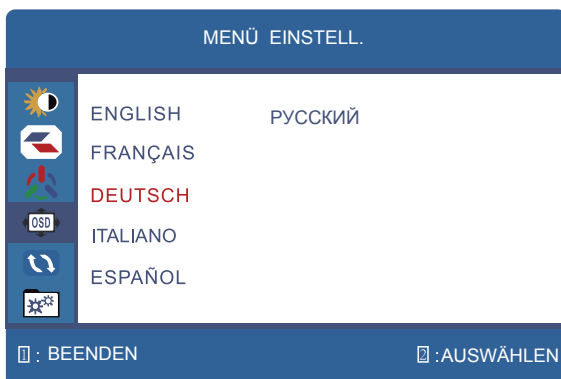 MENÜ EINSTELL.
ENGLISH РУССКИЙ
FRANÇAIS
DEUTSCH
OSD
ITALIANO
ESPAÑOL
1 : BEENDEN 2 :AUSWÄHLEN